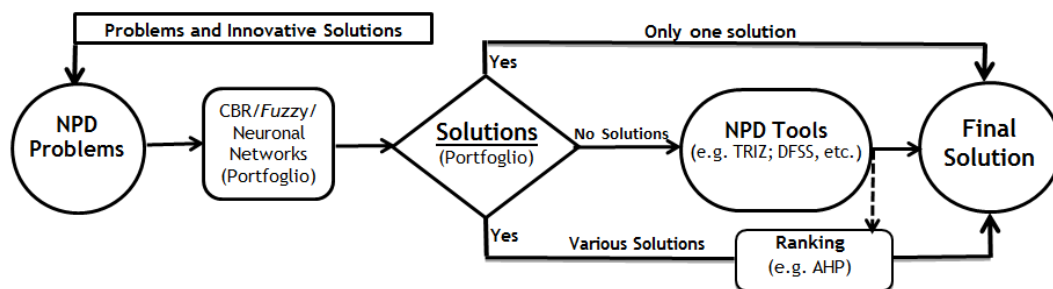 Problems and Innovative Solutions
NPD
Problems
CBR/Fuzzy/
Neuronal
Networks
(Portfoglio)
Yes
Only one solution
Solutions
(Portfoglio)
No Solutions
NPD Tools
(e.g. TRIZ; DFSS, etc.)
Final
Solution
Yes
Various Solutions
Ranking
(e.g. AHP)